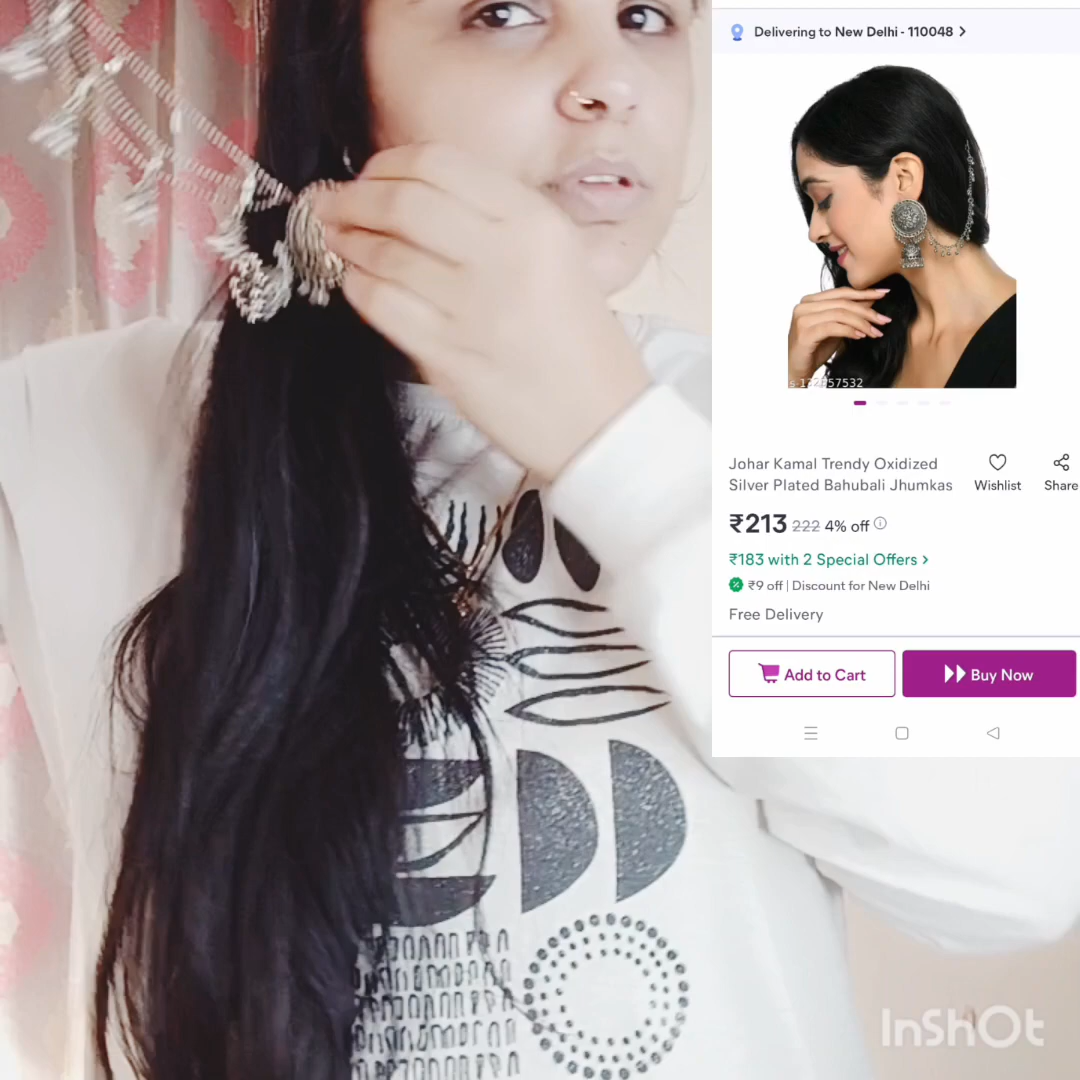 Delivering to New Delhi - 110048
Johar Kamal Trendy Oxidized
Silver Plated Bahubali Jhumkas
Wishlist
Share
₹213 222 4% off
₹183 with 2 Special Offers
₹9 off | Discount for New Delhi
Free Delivery
Add to Cart
Buy Now
InShOt